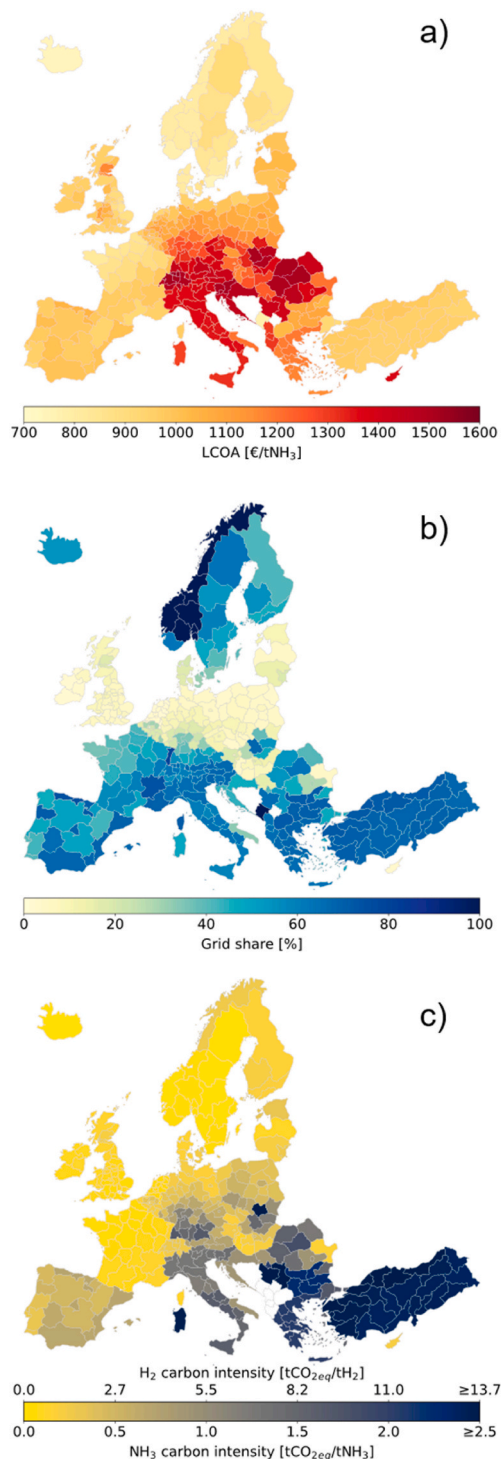 a)
700 800 900 1000 1100 1200 1300 1400 1500 1600
LCOA [€/tNH₃]
b)
0 20 40 60 80 100
Grid share [%]
c)
H₂ carbon intensity [tCO₂eq/tH₂]
0.0 2.7 5.5 8.2 11.0 ≥13.7
0.0 0.5 1.0 1.5 2.0 ≥2.5
NH₃ carbon intensity [tCO₂eq/tNH₃]